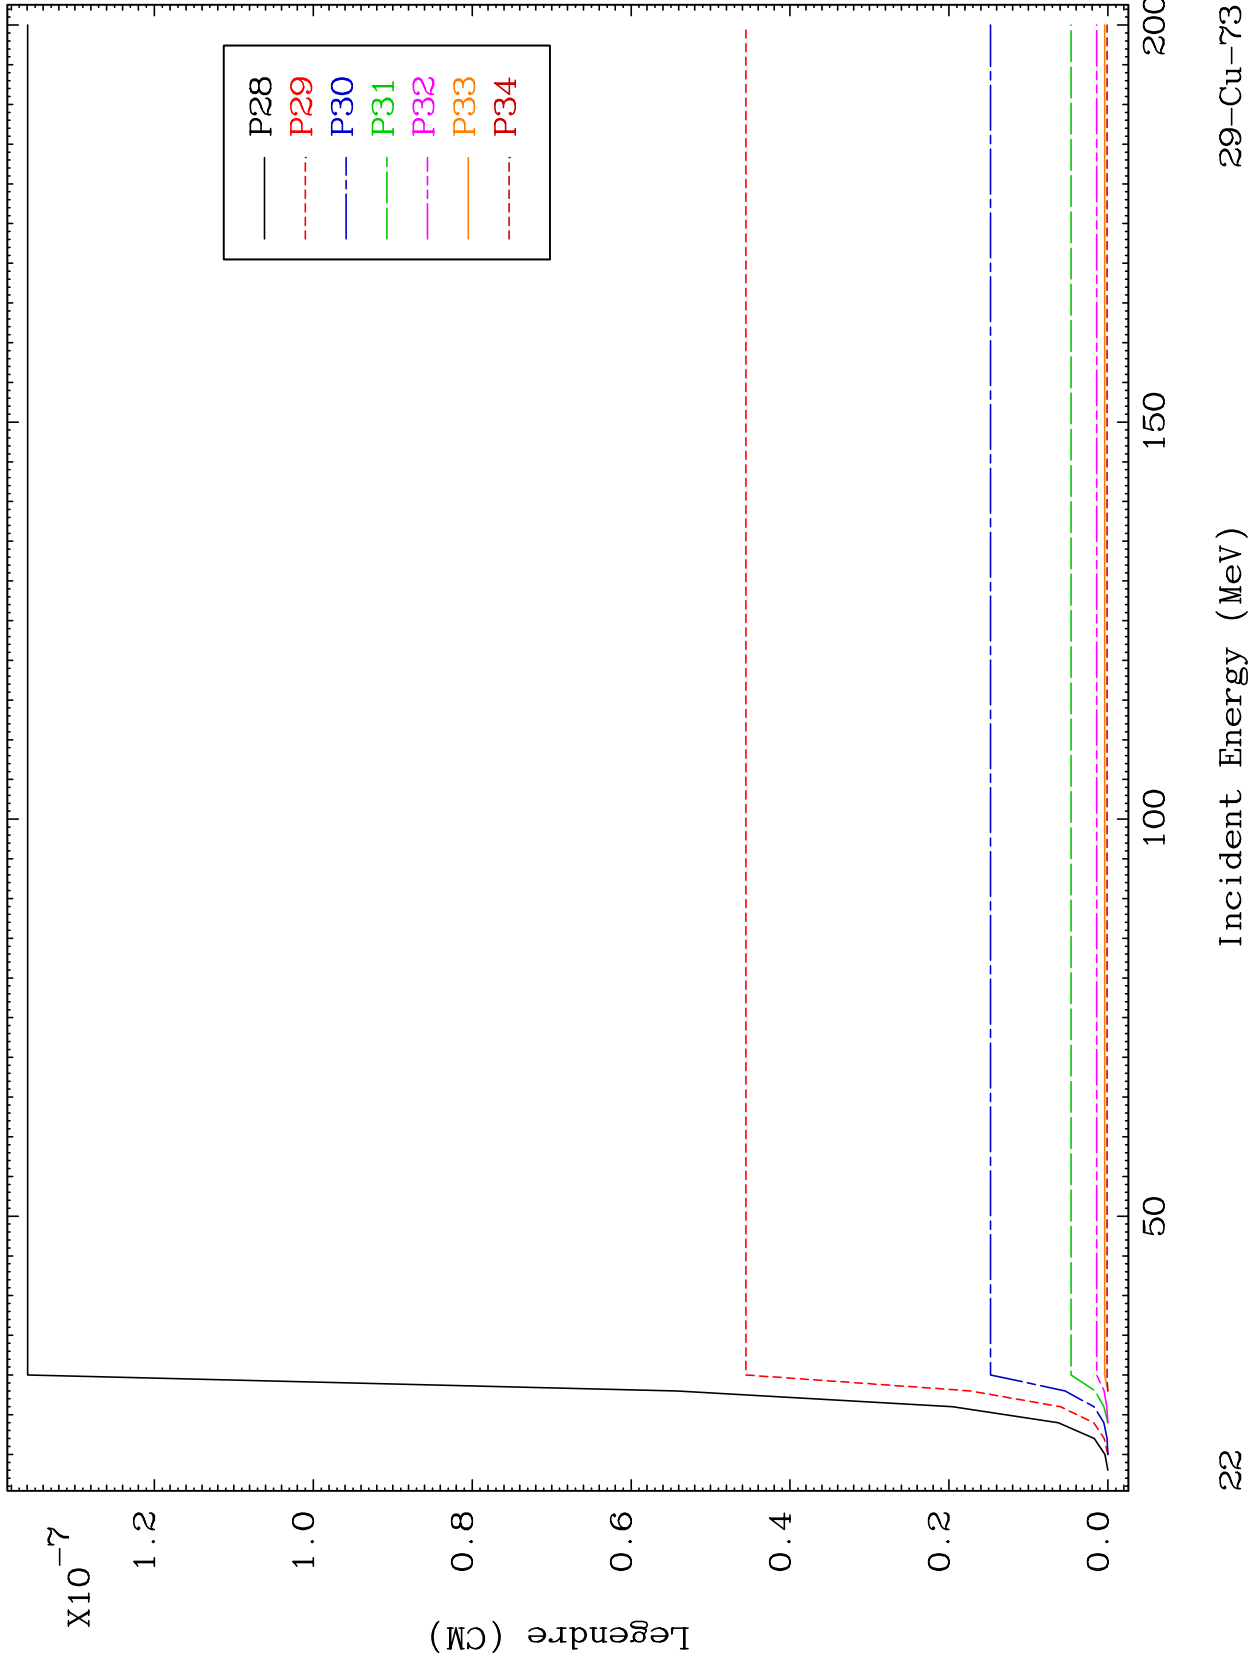 X10-7
1.2
1.0
0.8
0.6
0.4
0.2
0.0
Legendre (CM)
P28
P29
P30
P31
P32
P33
P34
50
100
150
200
Incident Energy (MeV)
22
29-Cu-73